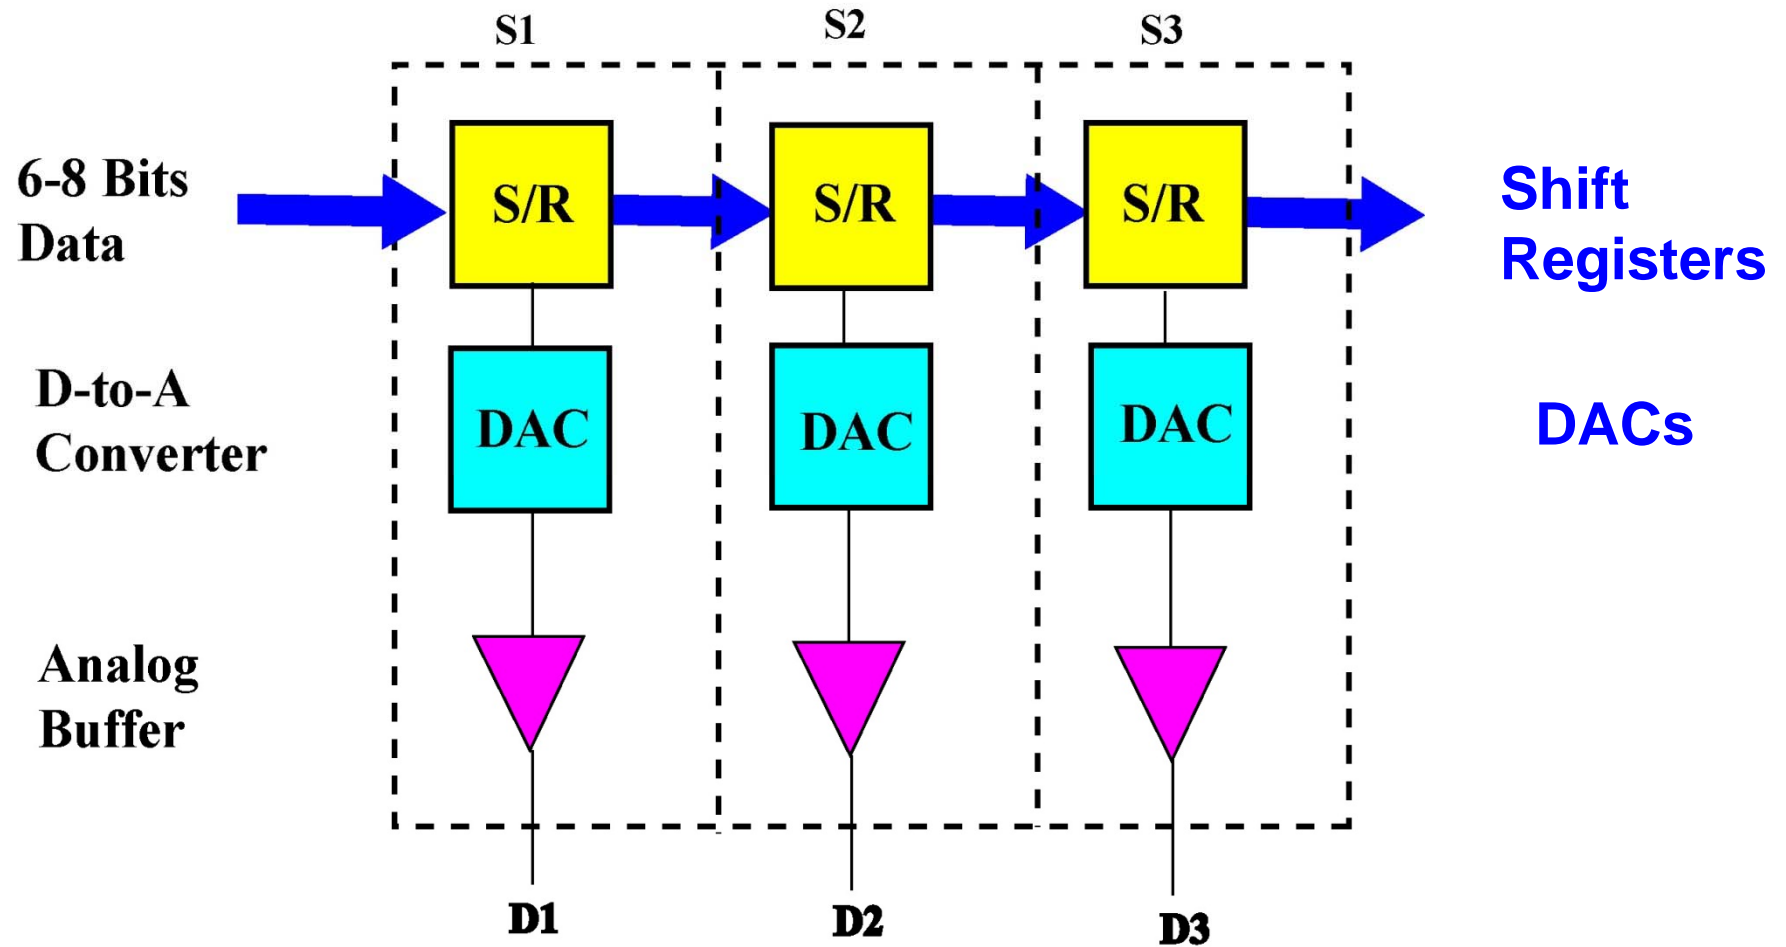 S1
S2
S3
6-8 Bits
Data
S/R
S/R
S/R
Shift
Registers
D-to-A
Converter
DAC
DAC
DAC
DACs
Analog
Buffer
D1
D2
D3